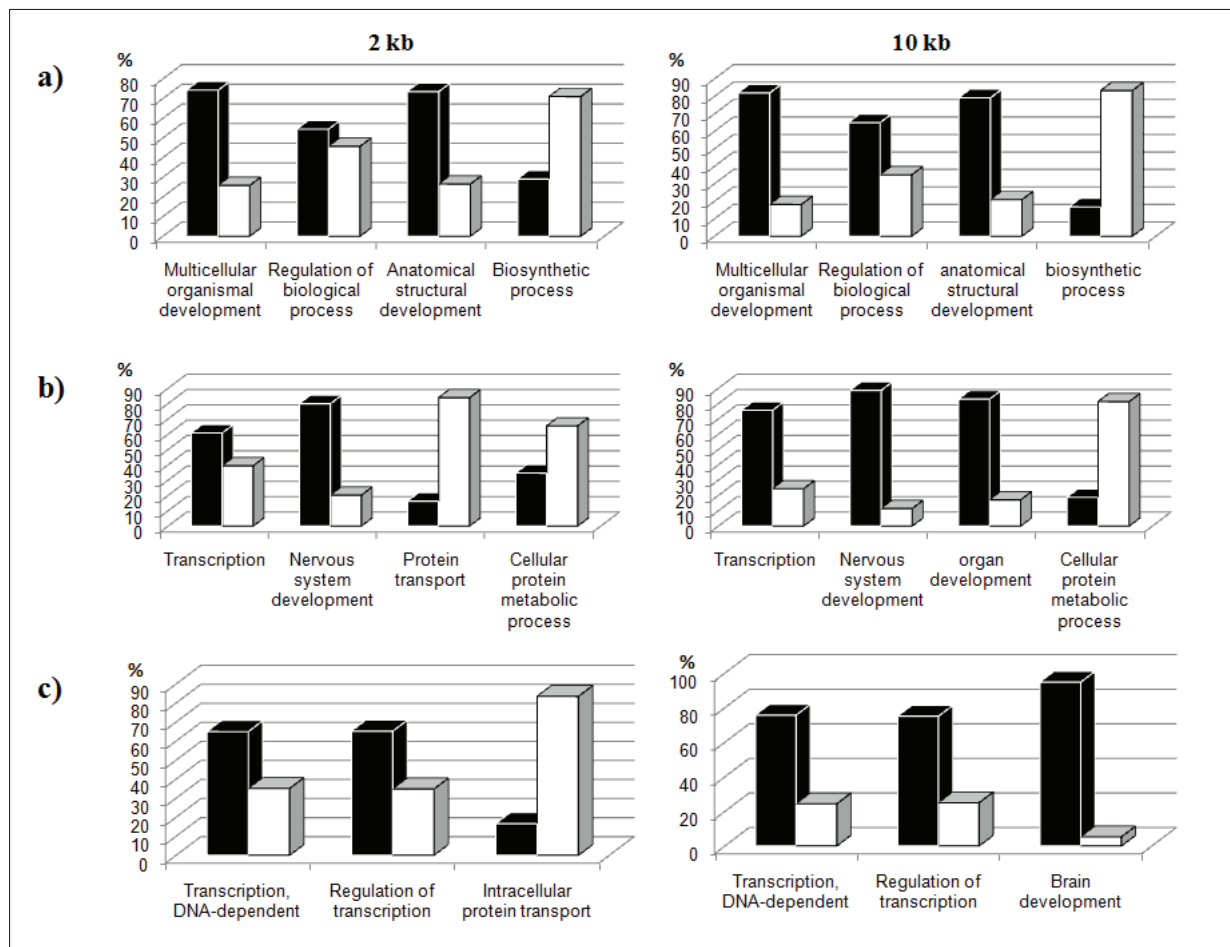 2 kb
10 kb
a)
%
80
70
60
50
40
30
20
10
0
Multicellular organismal development
Regulation of biological process
Anatomical structural development
Biosynthetic process
%
90
80
70
60
50
40
30
20
10
0
Multicellular organismal development
Regulation of biological process
anatomical structural development
biosynthetic process
b)
%
90
80
70
60
50
40
30
20
10
0
Transcription
Nervous system development
Protein transport
Cellular protein metabolic process
%
90
80
70
60
50
40
30
20
10
0
Transcription
Nervous system development
organ development
Cellular protein metabolic process
c)
%
90
80
70
60
50
40
30
20
10
0
Transcription, DNA-dependent
Regulation of transcription
Intracellular protein transport
%
100
80
60
40
20
0
Transcription, DNA-dependent
Regulation of transcription
Brain development